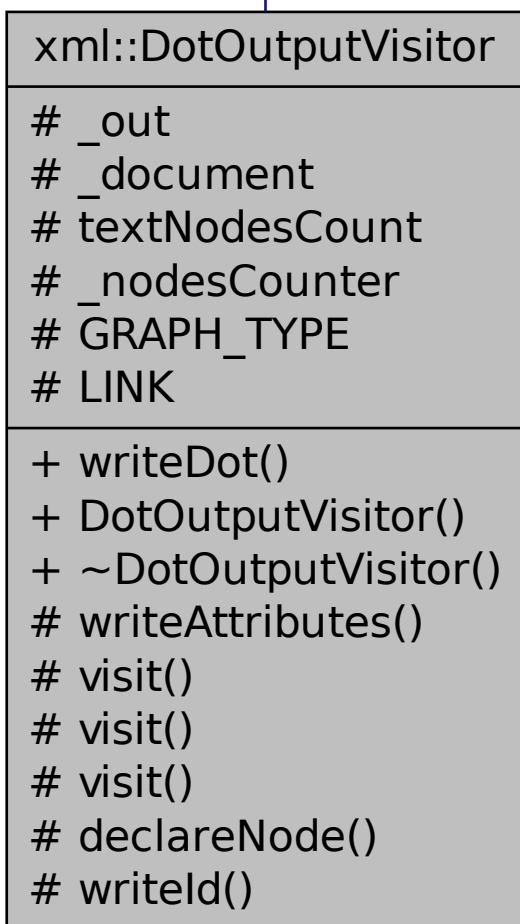 xml::DotOutputVisitor
# _out
# _document
# textNodesCount
# _nodesCounter
# GRAPH_TYPE
# LINK
+ writeDot()
+ DotOutputVisitor()
+ ~DotOutputVisitor()
# writeAttributes()
# visit()
# visit()
# visit()
# declareNode()
# writeId()